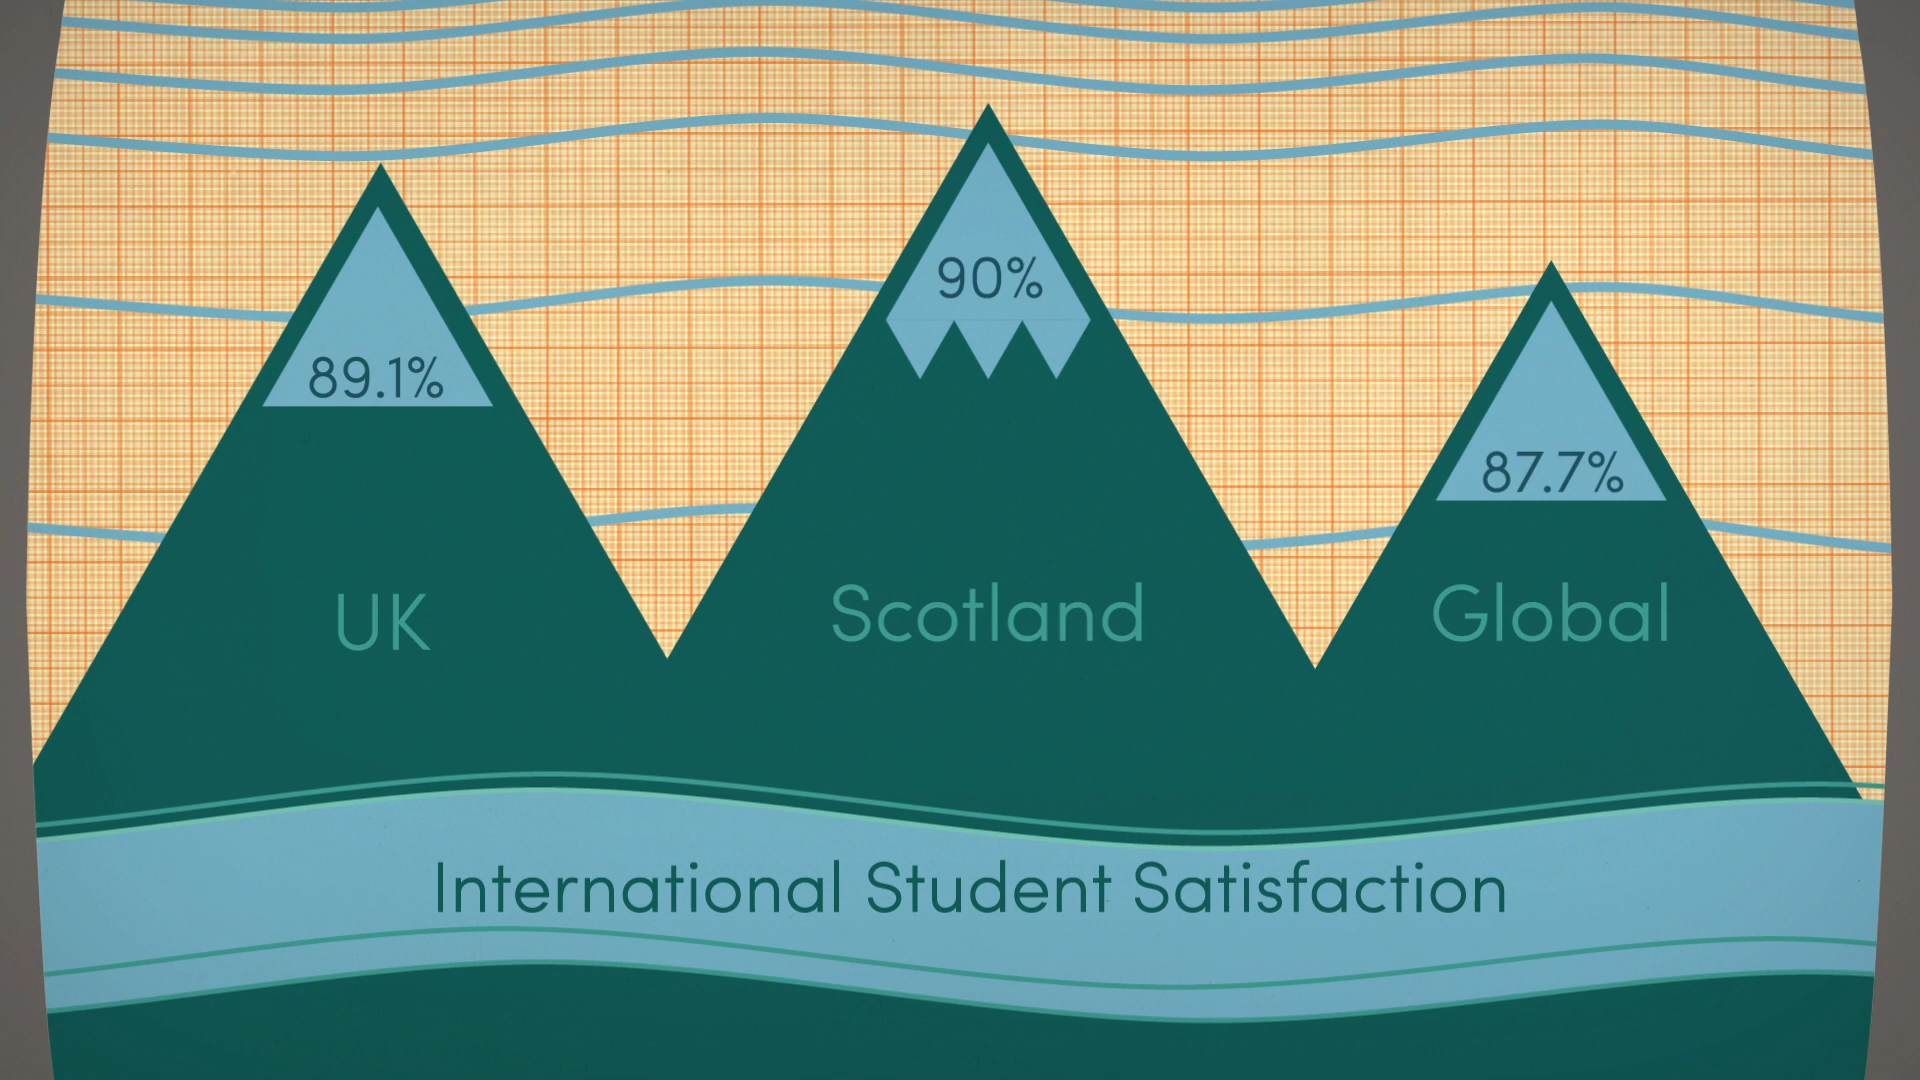 90%
89.1%
87.7%
UK
Scotland
Global
International Student Satisfaction